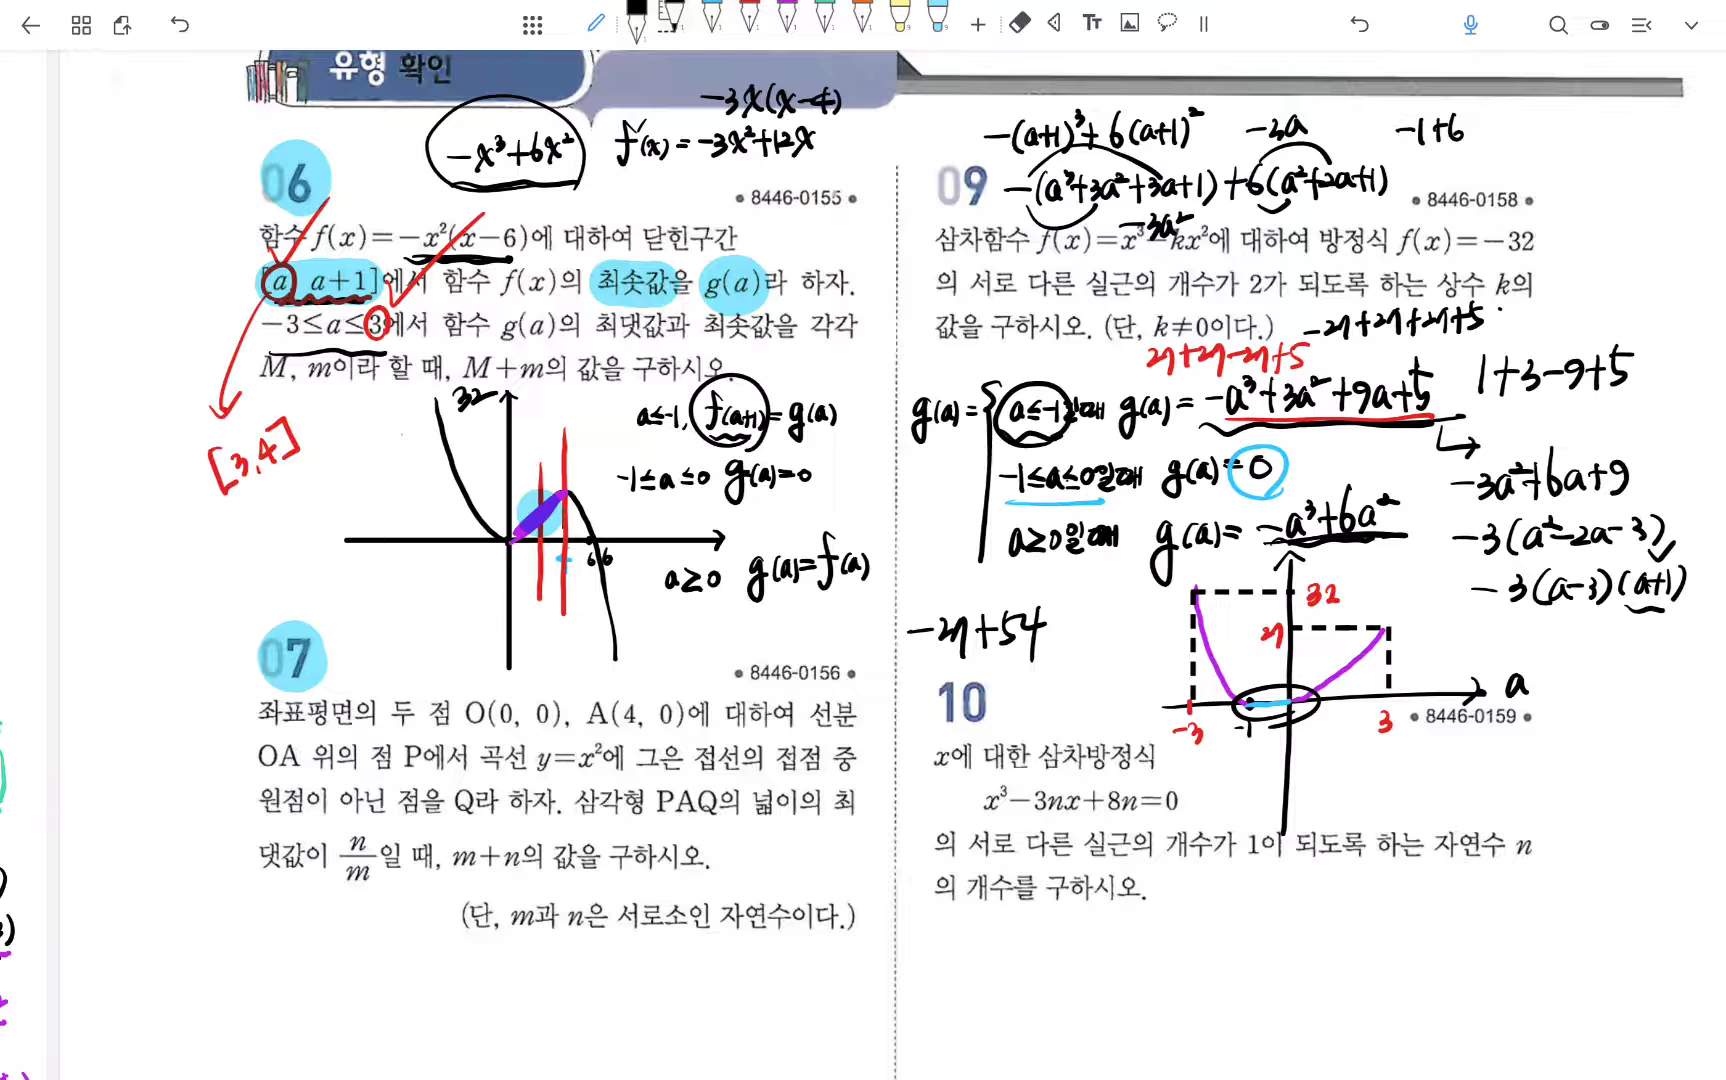 유형 확인
-3x(x-4)
-x³+6x²
f'(x) = -3x²+12x
06
8446-0155
함수 f(x)=-x²(x-6)에 대하여 닫힌구간
[a, a+1]에서 함수 f(x)의 최솟값을 g(a)라 하자.
-3≤a≤3에서 함수 g(a)의 최댓값과 최솟값을 각각
M, m이라 할 때, M+m의 값을 구하시오.
[3,4]
32
a≤-1, f(a+1)=g(a)
-1≤a≤0 g(a)=0
6 6
a≥0 g(a)=f(a)
07
8446-0156
좌표평면의 두 점 O(0, 0), A(4, 0)에 대하여 선분
OA 위의 점 P에서 곡선 y=x²에 그은 접선의 접점 중
원점이 아닌 점을 Q라 하자. 삼각형 PAQ의 넓이의 최
댓값이 n/m일 때, m+n의 값을 구하시오.
(단, m과 n은 서로소인 자연수이다.)
-(a+1)³+6(a+1)² -3a -1+6
-(a³+3a²+3a+1)+6(a²+2a+1)
-3a²
09
8446-0158
삼차함수 f(x)=x³-kx²에 대하여 방정식 f(x)=-32
의 서로 다른 실근의 개수가 2가 되도록 하는 상수 k의
값을 구하시오. (단, k≠0이다.)
-27+27+27+5
27+27-27+5
1+3-9+5
g(a)= a≤-1일때 g(a)= -a³+3a²+9a+5
-1≤a≤0일때 g(a)=0
a≥0일때 g(a)= -a³+6a²
-3a²+6a+9
-3(a²-2a-3)
-3(a-3)(a+1)
-27+54
32
27
a
-3
-1
3
10
8446-0159
x에 대한 삼차방정식
x³-3nx+8n=0
의 서로 다른 실근의 개수가 1이 되도록 하는 자연수 n
의 개수를 구하시오.